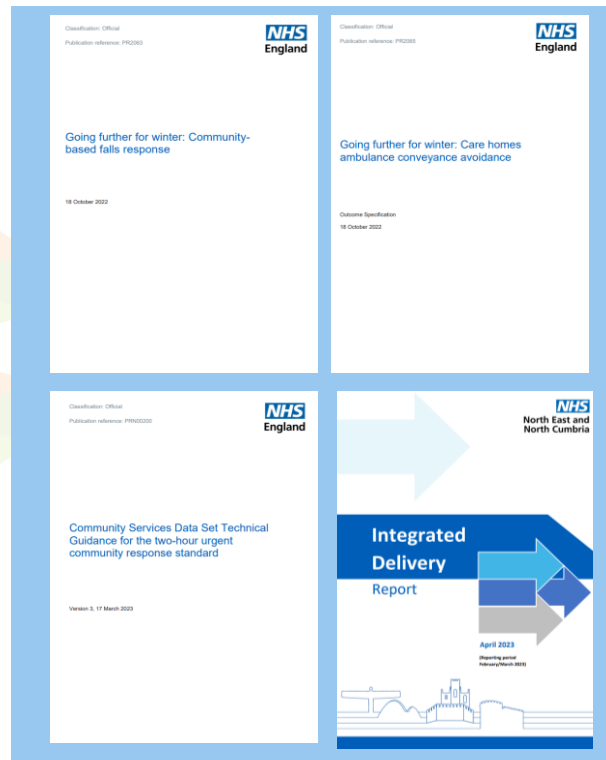 Classification: Official
Publication reference: PR2063
NHS
England
Going further for winter: Community-
based falls response
18 October 2022
Classification: Official
Publication reference: PR2065
NHS
England
Going further for winter: Care homes
ambulance conveyance avoidance
Outcome Specification
18 October 2022
Classification: Official
Publication reference: PRN00200
NHS
England
Community Services Data Set Technical
Guidance for the two-hour urgent
community response standard
Version 3, 17 March 2023
NHS
North East and
North Cumbria
Integrated
Delivery
Report
April 2023
(Reporting period
February/March 2023)